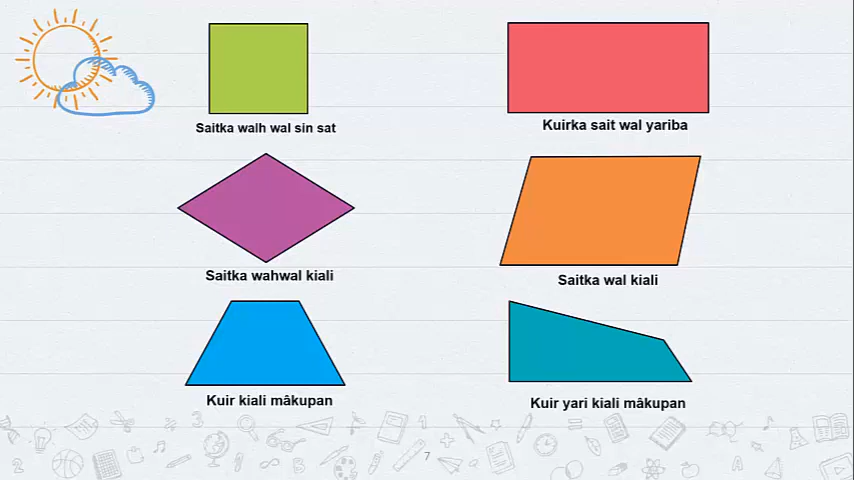 Saitka walh wal sin sat
Kuirka sait wal yariba
Saitka wahwal kiali
Saitka wal kiali
Kuir kiali mâkupan
Kuir yari kiali mâkupan
7